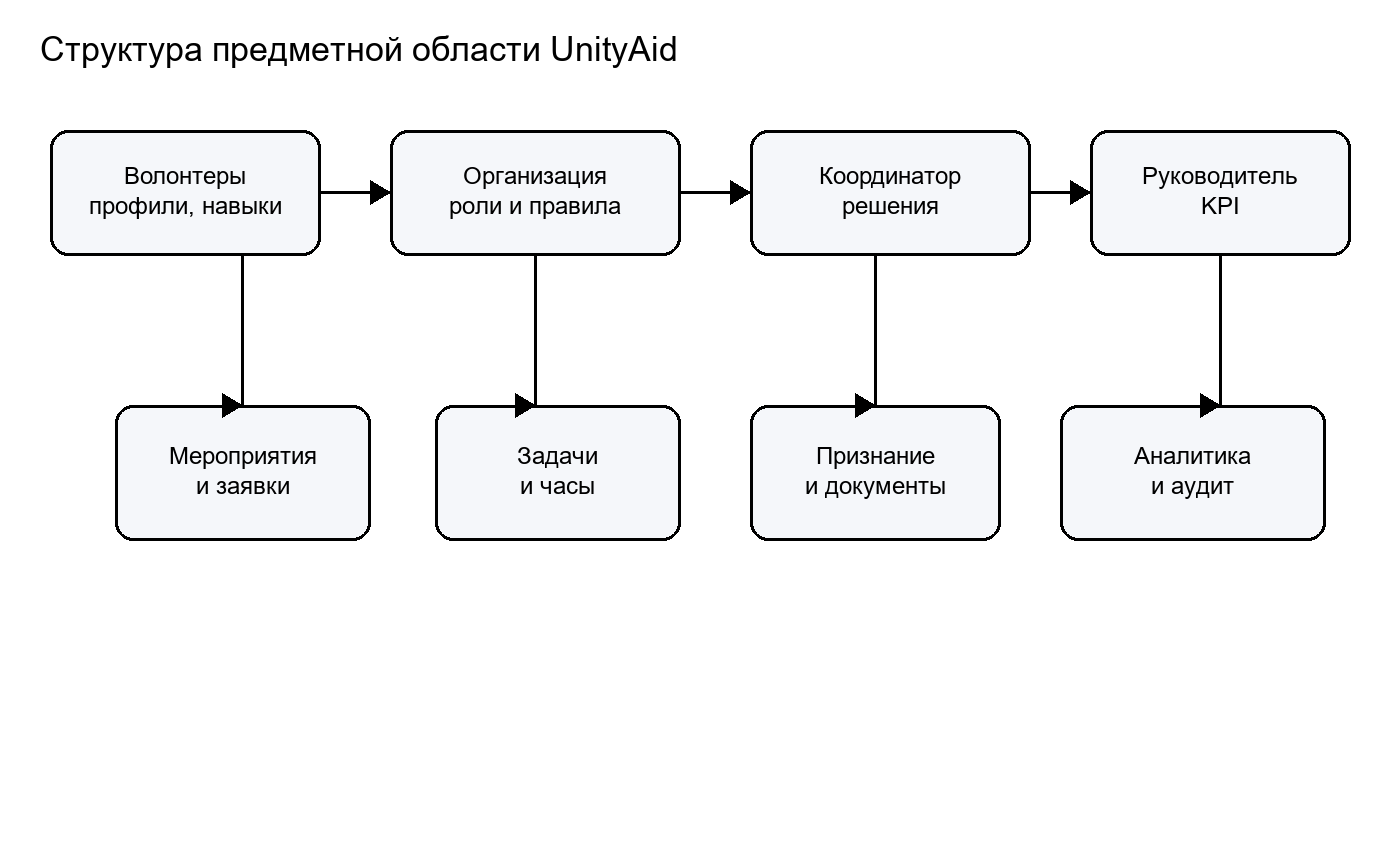 Структура предметной области UnityAid
Волонтеры
профили, навыки
Организация
роли и правила
Координатор
решения
Руководитель
KPI
Мероприятия
и заявки
Задачи
и часы
Признание
и документы
Аналитика
и аудит